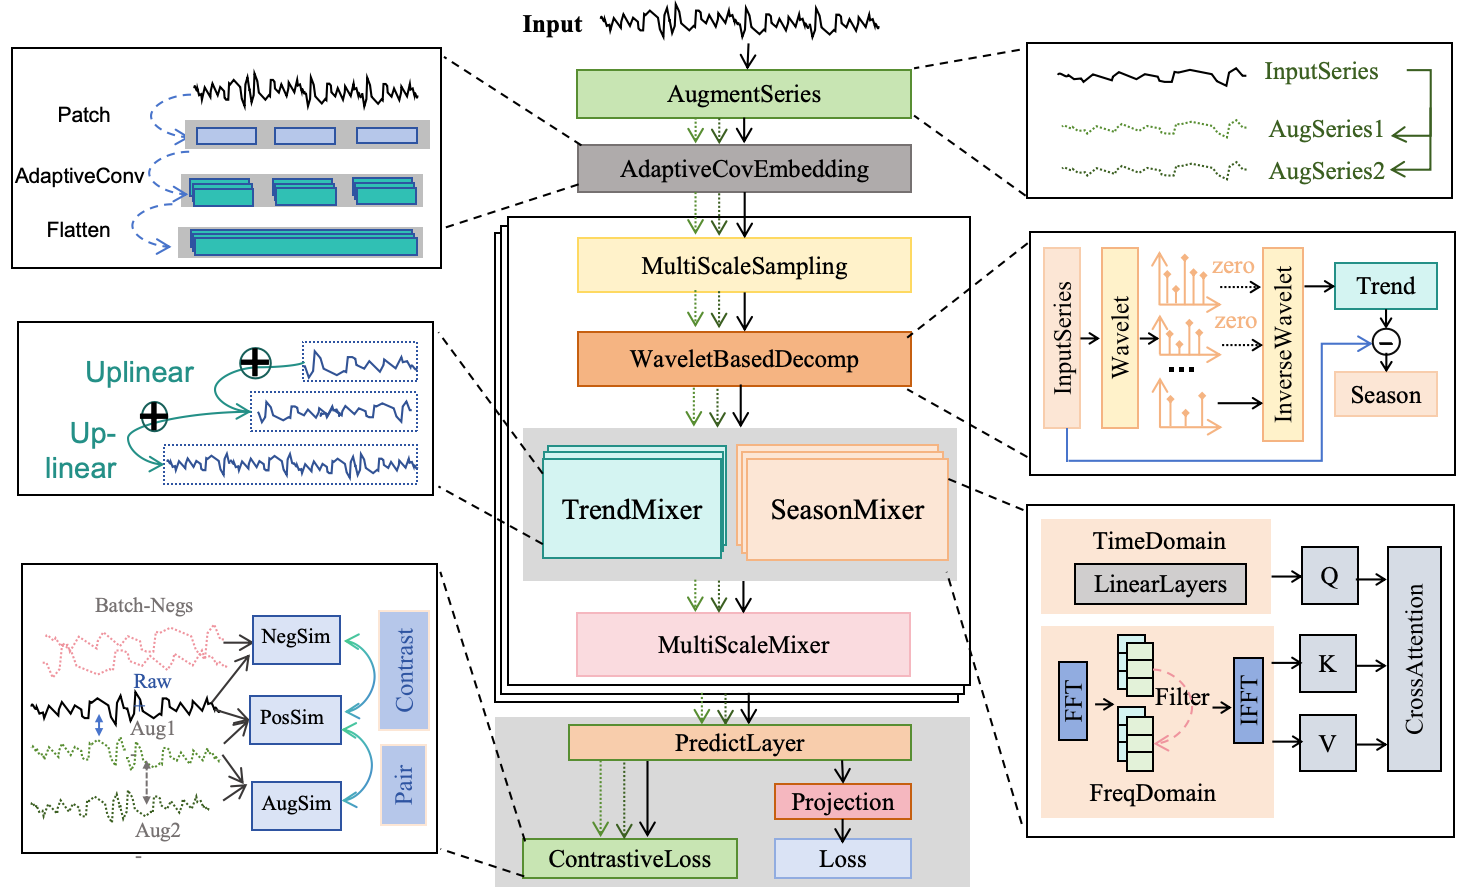 Input
AugmentSeries
AdaptiveCovEmbedding
MultiScaleSampling
WaveletBasedDecomp
TrendMixer
SeasonMixer
MultiScaleMixer
PredictLayer
Projection
ContrastiveLoss
Loss
Patch
AdaptiveConv
Flatten
Uplinear
Up-
linear
Batch-Negs
Raw
Aug1
Aug2
NegSim
PosSim
AugSim
Contrast
Pair
InputSeries
AugSeries1
AugSeries2
InputSeries
Wavelet
zero
zero
...
InverseWavelet
Trend
−
Season
TimeDomain
LinearLayers
Q
FFT
Filter
IFFT
K
V
FreqDomain
CrossAttention